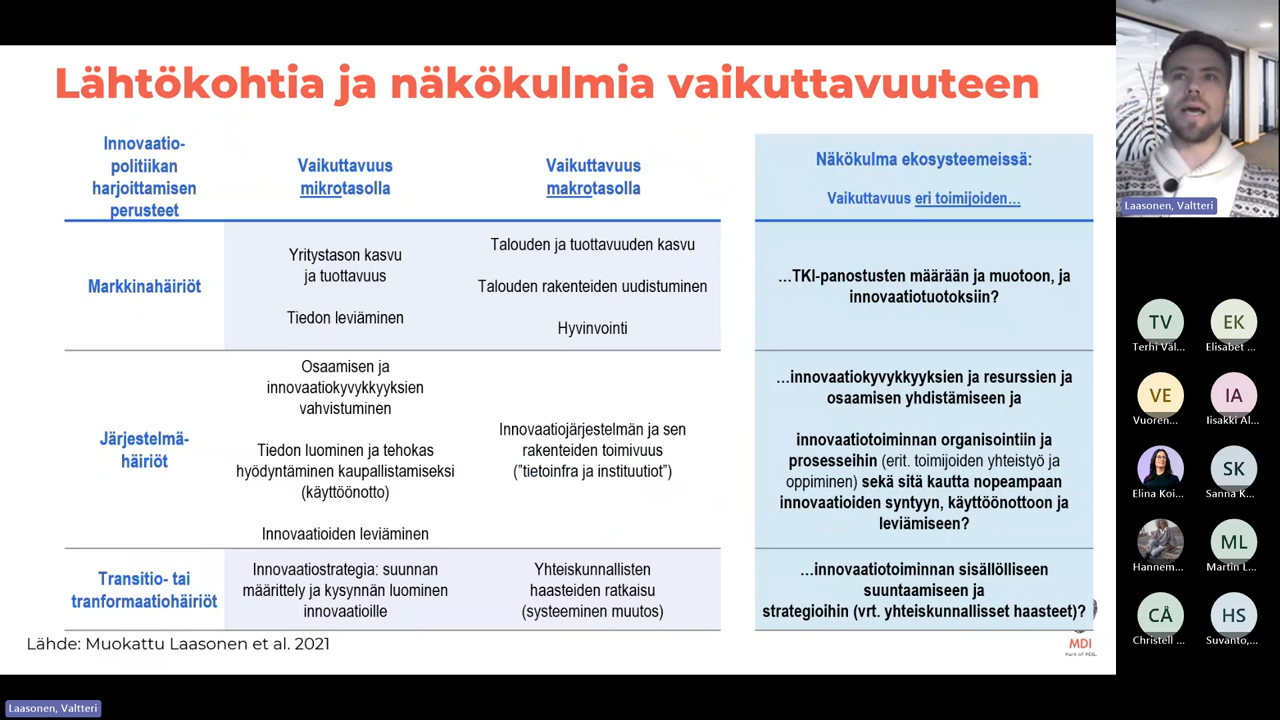 Lähtökohtia ja näkökulmia vaikuttavuuteen
Innovaatio-
politiikan
harjoittamisen
perusteet
Vaikuttavuus
mikrotasolla
Vaikuttavuus
makrotasolla
Näkökulma ekosysteemeissä:
Vaikuttavuus eri toimijoiden…
Markkinahäiriöt
Yritystason kasvu
ja tuottavuus
Tiedon leviäminen
Talouden ja tuottavuuden kasvu
Talouden rakenteiden uudistuminen
Hyvinvointi
…TKI-panostusten määrään ja muotoon, ja
innovaatiotuotoksiin?
Järjestelmä-
häiriöt
Osaamisen ja
innovaatiokyvykkyyksien
vahvistuminen
Tiedon luominen ja tehokas
hyödyntäminen kaupallistamiseksi
(käyttöönotto)
Innovaatioiden leviäminen
Innovaatiojärjestelmän ja sen
rakenteiden toimivuus
("tietoinfra ja instituutiot")
…innovaatiokyvykkyyksien ja resurssien ja
osaamisen yhdistämiseen ja
innovaatiotoiminnan organisointiin ja
prosesseihin (erit. toimijoiden yhteistyö ja
oppiminen) sekä sitä kautta nopeampaan
innovaatioiden syntyyn, käyttöönottoon ja
leviämiseen?
Transitio- tai
tranformaatiohäiriöt
Innovaatiostrategia: suunnan
määrittely ja kysynnän luominen
innovaatioille
Yhteiskunnallisten
haasteiden ratkaisu
(systeeminen muutos)
…innovaatiotoiminnan sisällölliseen
suuntaamiseen ja
strategioihin (vrt. yhteiskunnallisset haasteet)?
Lähde: Muokattu Laasonen et al. 2021
MDI
Part of FCG.
Laasonen, Valtteri
Laasonen, Valtteri
TV
EK
Terhi Väl...
Elisabet ...
VE
IA
Vuoren...
Iisakki Al...
SK
Elina Koi...
Sanna K...
ML
Hannem...
Martin L...
CÅ
HS
Christell ...
Suvanto,...